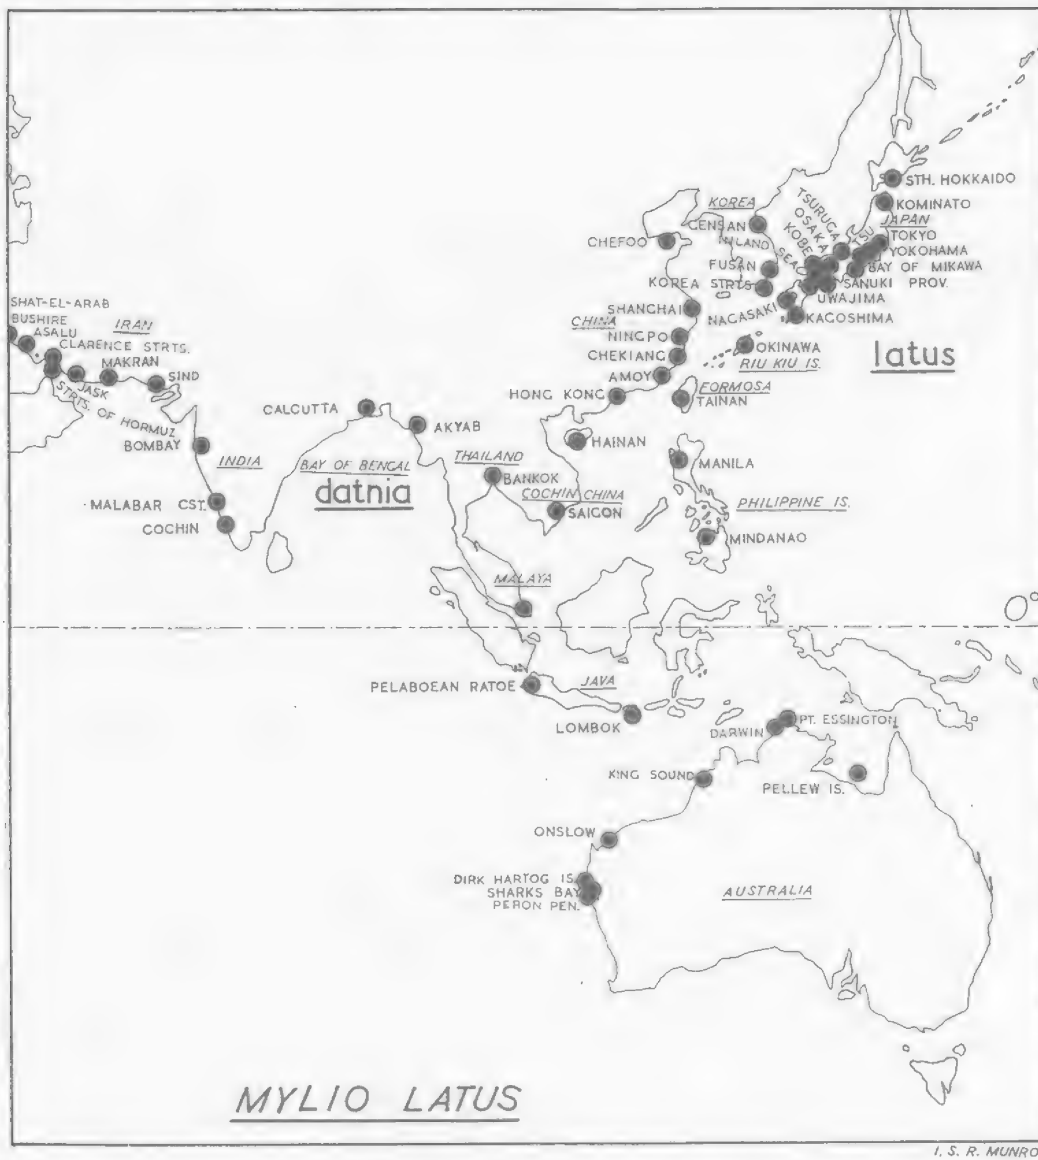 STH. HOKKAIDO
KOMINATO
KOREA
JAPAN
GENSAN
TSURUGA
OSAKA
KOBE
TSU
TOKYO
CHEFOO
INLAND SEA
YOKOHAMA
FUSAN
BAY OF MIKAWA
KOREA STRTS
SANUKI PROV.
UWAJIMA
NAGASAKI
KAGOSHIMA
SHANGHAI
CHINA
NINGPO
OKINAWA
latus
CHEKIANG
RIU KIU IS.
AMOY
FORMOSA
HONG KONG
TAINAN
SHAT-EL-ARAB
BUSHIRE
IRAN
ASALU
CLARENCE STRTS.
MAKRAN
JASK
SIND
STRTS. OF HORMUZ
CALCUTTA
AKYAB
HAINAN
BOMBAY
INDIA
BAY OF BENGAL
THAILAND
MANILA
datnia
BANKOK
COCHIN CHINA
SAIGON
PHILIPPINE IS.
MALABAR CST.
COCHIN
MINDANAO
MALAYA
0°
PELABOEAN RATOE
JAVA
LOMBOK
PT. ESSINGTON
DARWIN
KING SOUND
PELLEW IS.
ONSLOW
DIRK HARTOG IS.
SHARKS BAY
PERON PEN.
AUSTRALIA
MYLIO LATUS
I. S. R. MUNRO